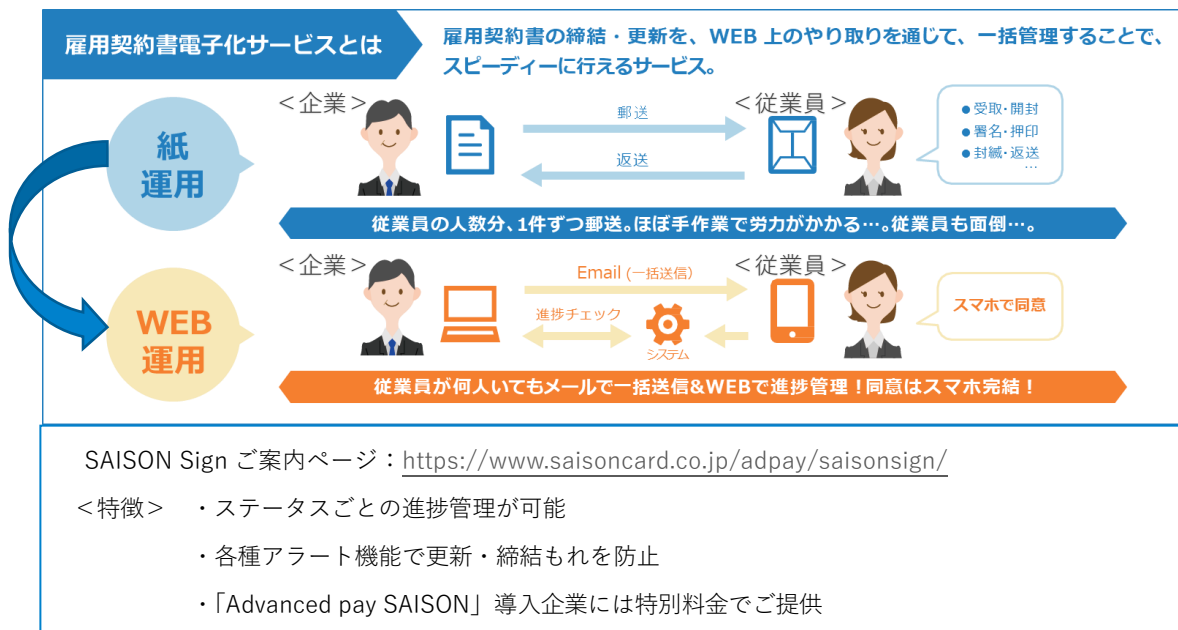 雇用契約書電子化サービスとは
雇用契約書の締結・更新を、WEB 上のやり取りを通じて、一括管理することで、
スピーディーに行えるサービス。
紙
運用
＜企業＞
郵送
返送
＜従業員＞
●受取・開封
●署名・押印
●封緘・返送
…
従業員の人数分、1件ずつ郵送。ほぼ手作業で労力がかかる…。従業員も面倒…。
WEB
運用
＜企業＞
Email (一括送信)
進捗チェック
システム
＜従業員＞
スマホで同意
従業員が何人いてもメールで一括送信&WEBで進捗管理！同意はスマホ完結！
SAISON Sign ご案内ページ：https://www.saisoncard.co.jp/adpay/saisonsign/
＜特徴＞ ・ステータスごとの進捗管理が可能
・各種アラート機能で更新・締結もれを防止
・「Advanced pay SAISON」導入企業には特別料金でご提供